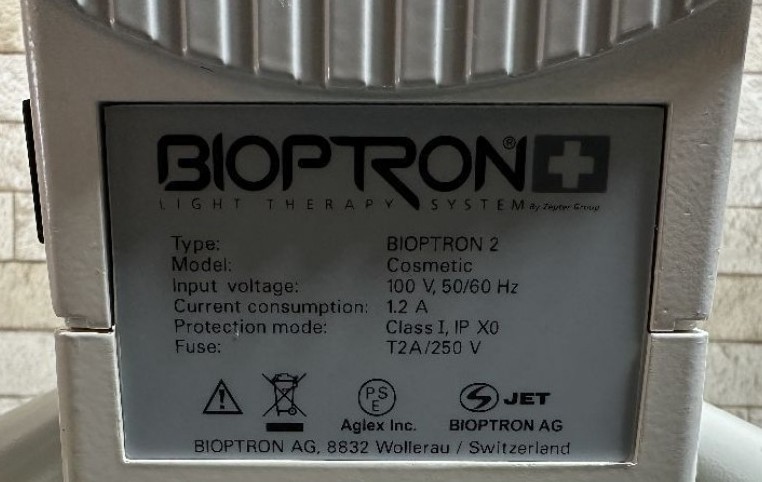 BIOPTRON®
LIGHT THERAPY SYSTEM By Zepter Group
Type: BIOPTRON 2
Model: Cosmetic
Input voltage: 100 V, 50/60 Hz
Current consumption: 1.2 A
Protection mode: Class I, IP X0
Fuse: T2A/250 V
PSE
S JET
Aglex Inc. BIOPTRON AG
BIOPTRON AG, 8832 Wollerau / Switzerland